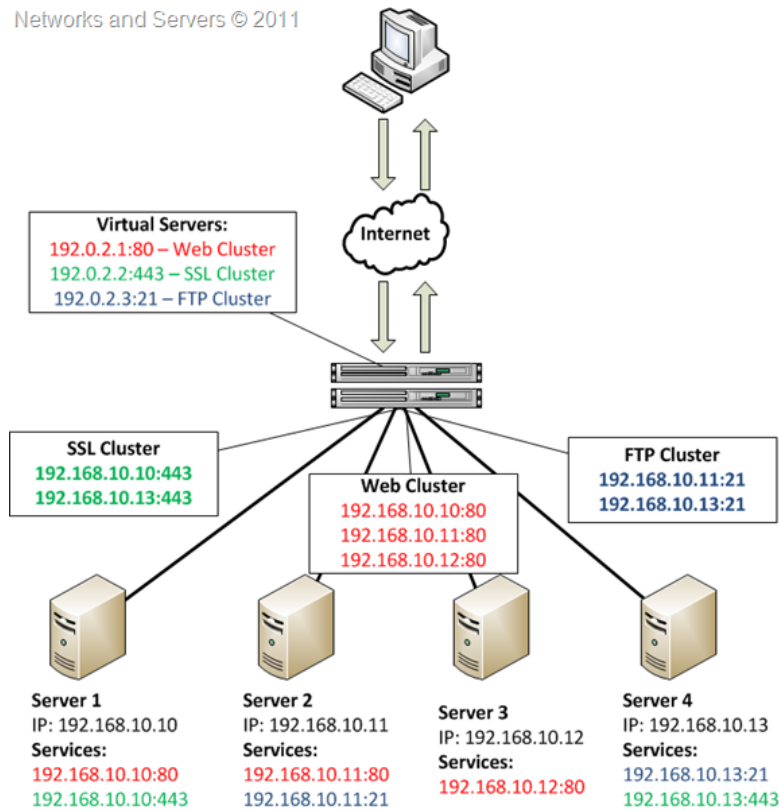 Networks and Servers © 2011
Internet
Virtual Servers:
192.0.2.1:80 – Web Cluster
192.0.2.2:443 – SSL Cluster
192.0.2.3:21 – FTP Cluster
SSL Cluster
192.168.10.10:443
192.168.10.13:443
Web Cluster
192.168.10.10:80
192.168.10.11:80
192.168.10.12:80
FTP Cluster
192.168.10.11:21
192.168.10.13:21
Server 1
IP: 192.168.10.10
Services:
192.168.10.10:80
192.168.10.10:443
Server 2
IP: 192.168.10.11
Services:
192.168.10.11:80
192.168.10.11:21
Server 3
IP: 192.168.10.12
Services:
192.168.10.12:80
Server 4
IP: 192.168.10.13
Services:
192.168.10.13:21
192.168.10.13:443